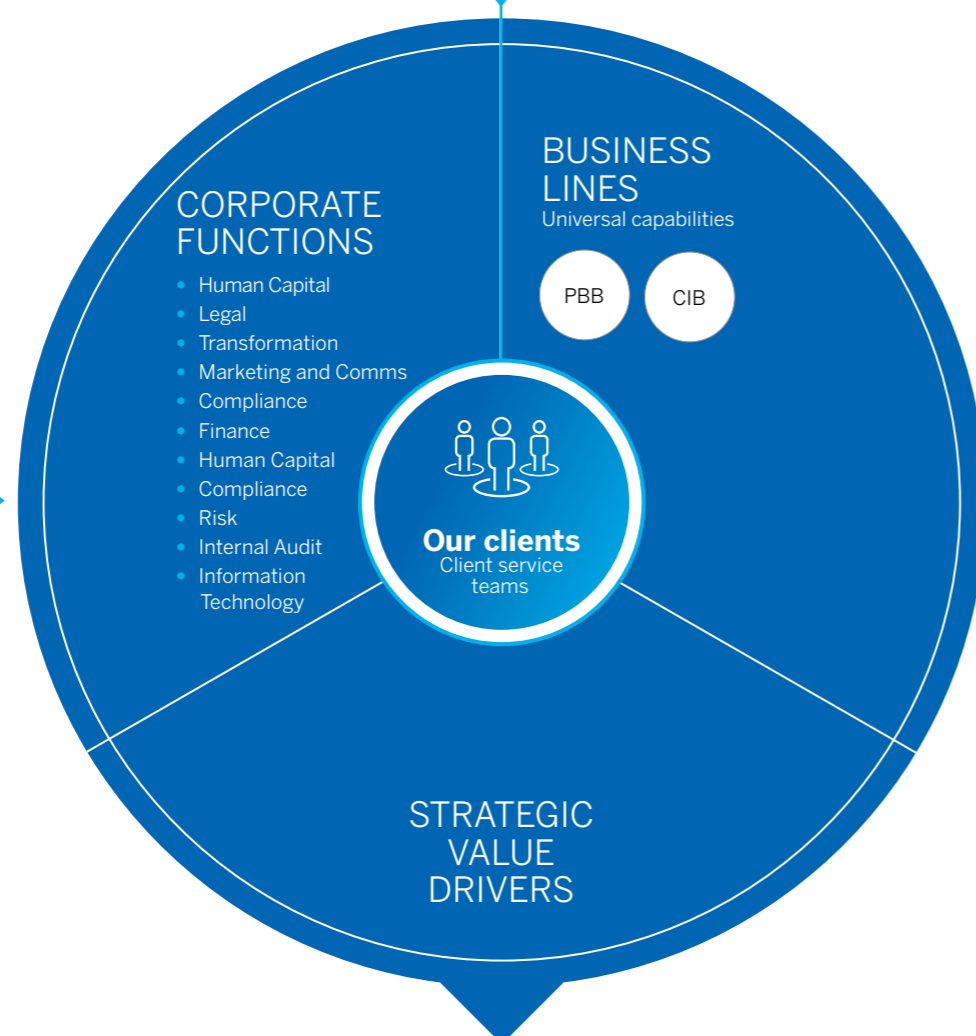 CORPORATE
FUNCTIONS
• Human Capital
• Legal
• Transformation
• Marketing and Comms
• Compliance
• Finance
• Human Capital
• Compliance
• Risk
• Internal Audit
• Information
Technology
BUSINESS
LINES
Universal capabilities
PBB
CIB
Our clients
Client service
teams
STRATEGIC
VALUE
DRIVERS